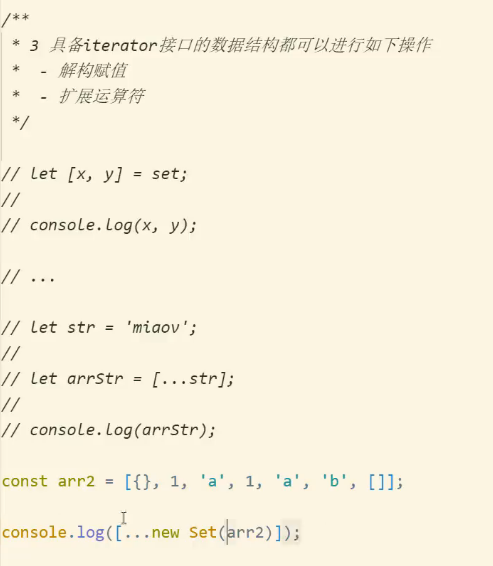 /**
 * 3 具备iterator接口的数据结构都可以进行如下操作
 *  - 解构赋值
 *  - 扩展运算符
 */
// let [x, y] = set;
//
// console.log(x, y);
// ...
// let str = 'miaov';
//
// let arrStr = [...str];
//
// console.log(arrStr);
const arr2 = [{}, 1, 'a', 1, 'a', 'b', []];
console.log([...new Set(arr2)]);